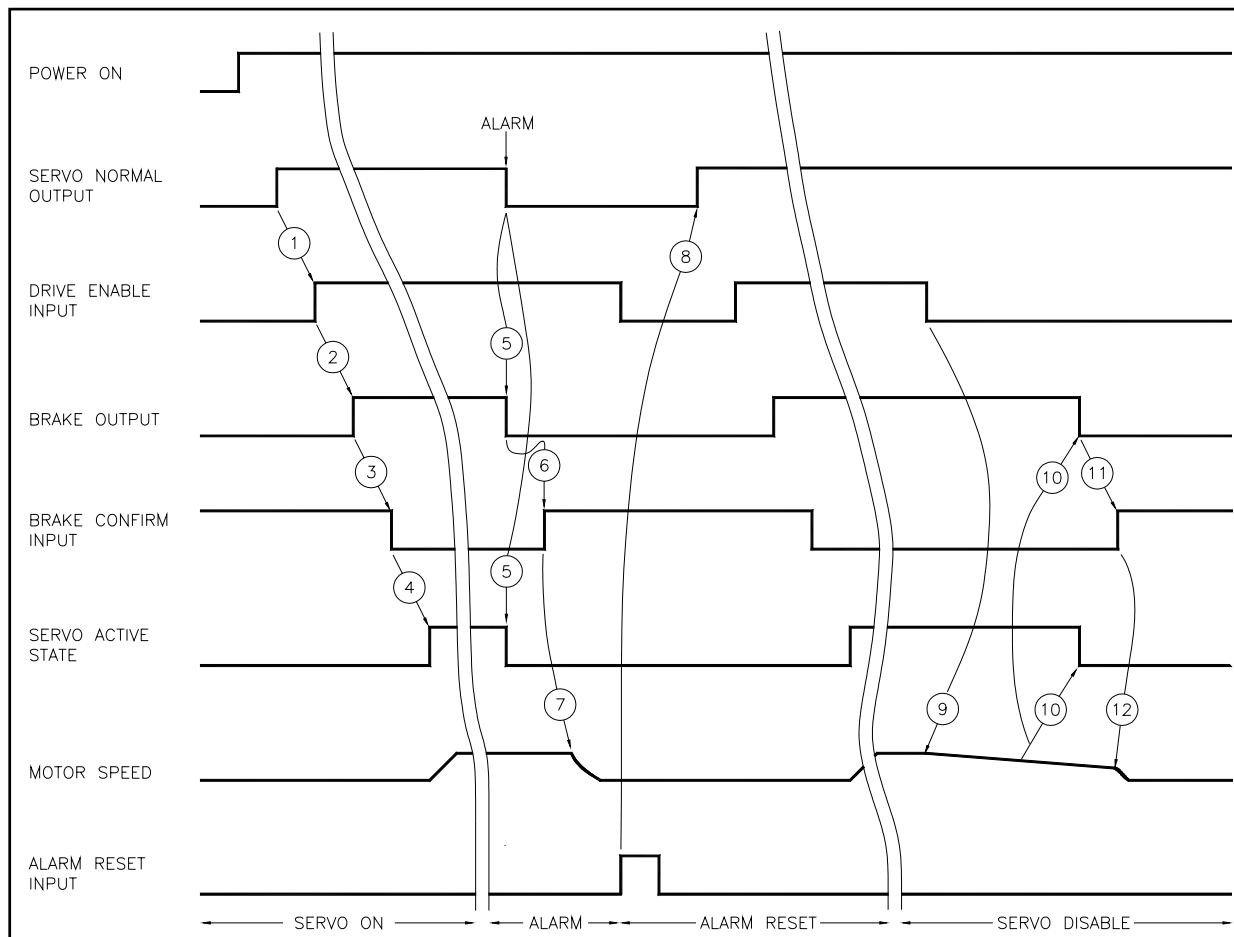 POWER ON
ALARM
SERVO NORMAL
OUTPUT
1
8
DRIVE ENABLE
INPUT
2
5
BRAKE OUTPUT
3
6
10
11
BRAKE CONFIRM
INPUT
4
5
SERVO ACTIVE
STATE
7
9
10
12
MOTOR SPEED
ALARM RESET
INPUT
SERVO ON
ALARM
ALARM RESET
SERVO DISABLE